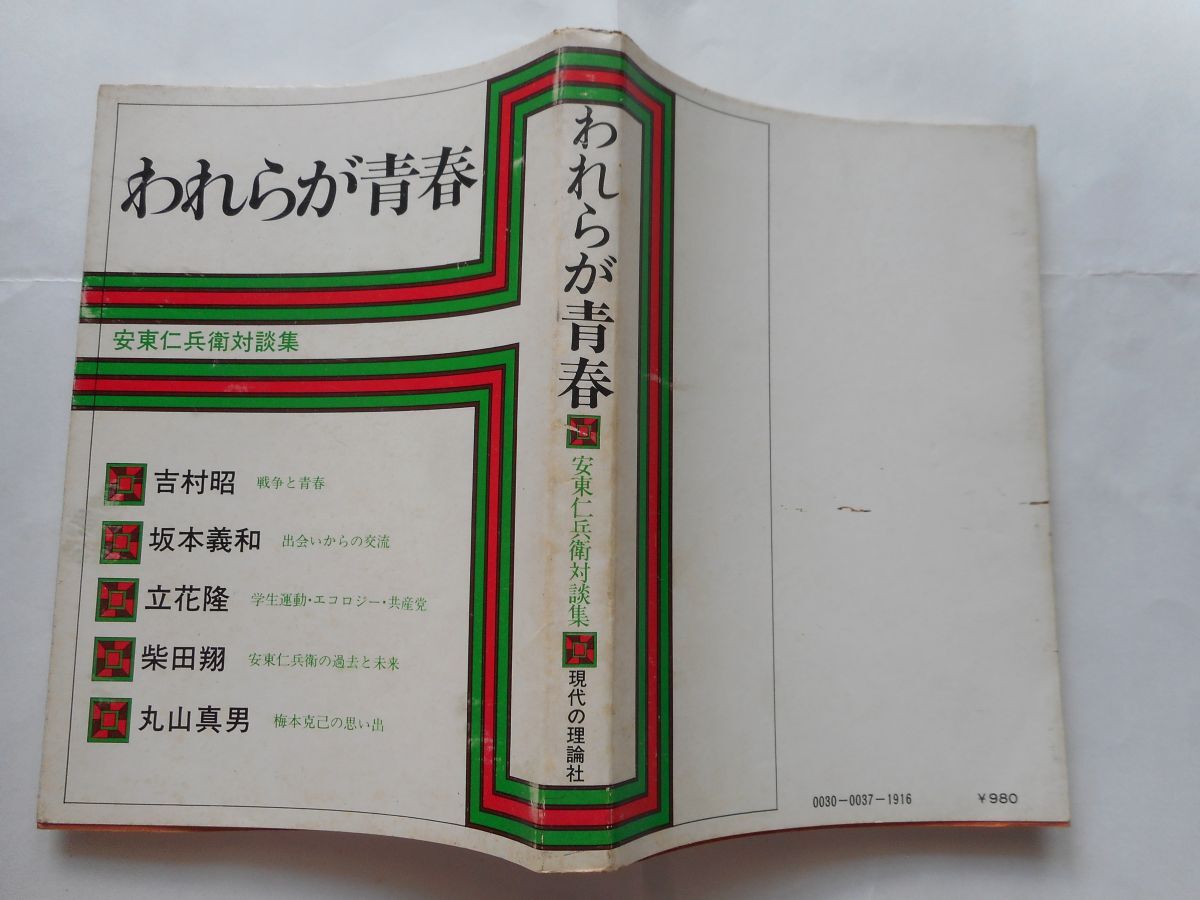 われらが青春
安東仁兵衛対談集
吉村昭 戦争と青春
坂本義和 出会いからの交流
立花隆 学生運動・エコロジー・共産党
柴田翔 安東仁兵衛の過去と未来
丸山真男 梅本克己の思い出
われらが青春
安東仁兵衛対談集
現代の理論社
0030-0037-1916 ¥980